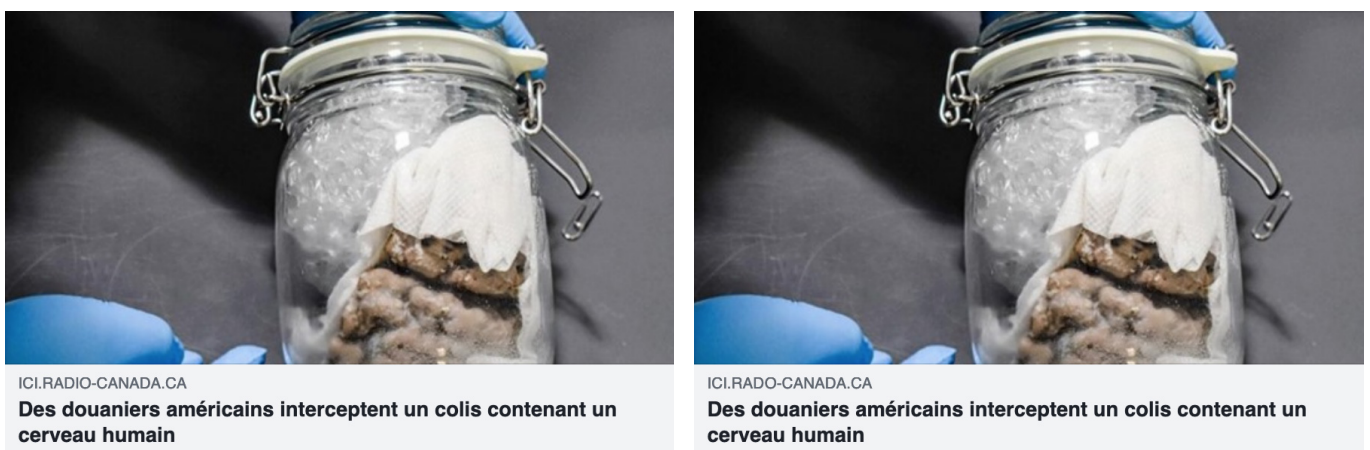 ICI.RADIO-CANADA.CA
Des douaniers américains interceptent un colis contenant un
cerveau humain
ICI.RADO-CANADA.CA
Des douaniers américains interceptent un colis contenant un
cerveau humain